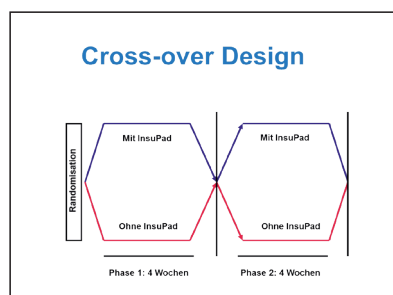 Cross-over Design
Randomisation
Mit InsuPad
Mit InsuPad
Ohne InsuPad
Ohne InsuPad
Phase 1: 4 Wochen
Phase 2: 4 Wochen